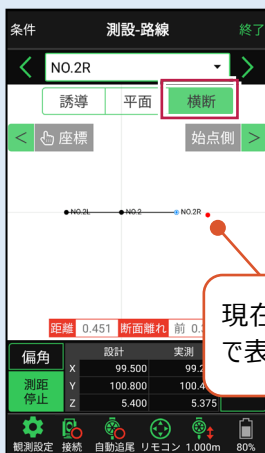 条件 測設-路線 終了
< NO.2R >
誘導 平面 横断
< 座標 始点側 >
NO.2L NO.2 NO.2R
現在
で表
距離 0.451 断面離れ 前 0.3
偏角 設計 実測
測距停止 X 99.500 99.2
Y 100.800 100.4
Z 5.400 5.375
観測設定 接続 自動追尾 リモコン 1.000m 80%